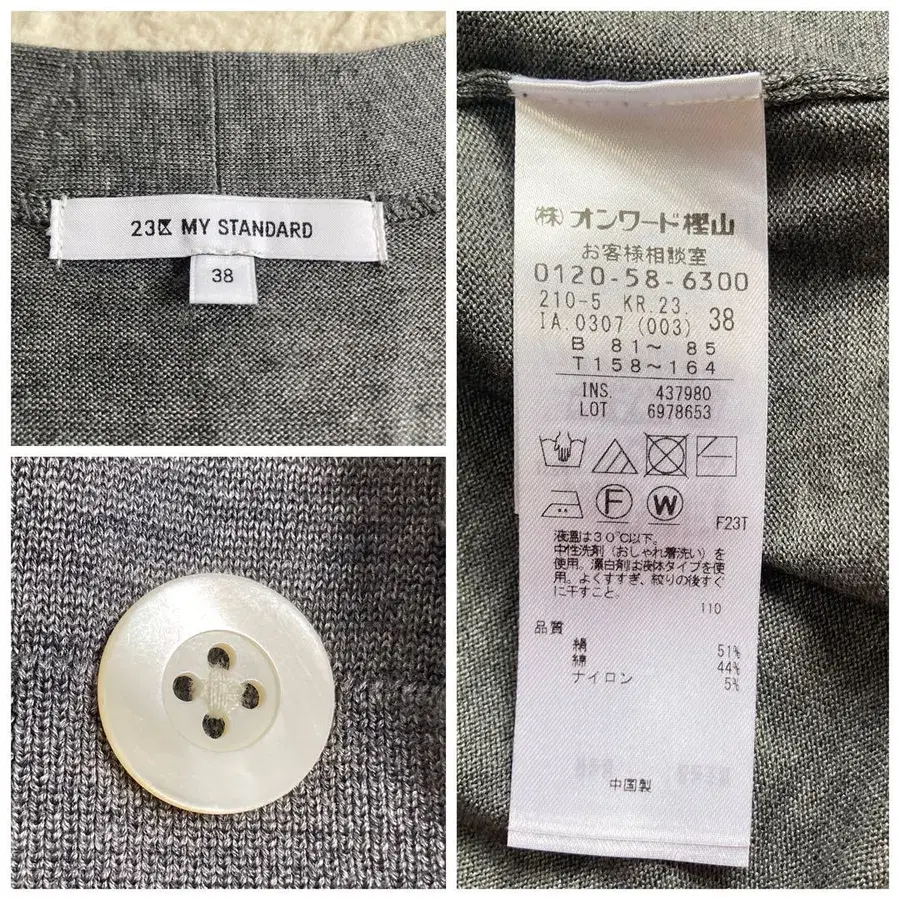 23区 MY STANDARD
38
(株)オンワード樫山
お客様相談室
0120-58-6300
210-5 KR.23. 38
IA.0307 (003)
B 81~ 85
T158~164
INS. 437980
LOT 6978653
F W
F23T
液温は30℃以下。
中性洗剤(おしゃれ着洗い)を
使用。漂白剤は液体タイプを使
用。よくすすぎ、絞りの後すぐ
に干すこと。
110
品質
絹 51%
綿 44%
ナイロン 5%
中国製